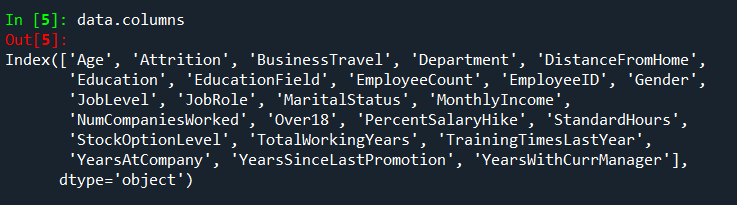 In [5]: data.columns
Out[5]:
Index(['Age', 'Attrition', 'BusinessTravel', 'Department', 'DistanceFromHome',
'Education', 'EducationField', 'EmployeeCount', 'EmployeeID', 'Gender',
'JobLevel', 'JobRole', 'MaritalStatus', 'MonthlyIncome',
'NumCompaniesWorked', 'Over18', 'PercentSalaryHike', 'StandardHours',
'StockOptionLevel', 'TotalWorkingYears', 'TrainingTimesLastYear',
'YearsAtCompany', 'YearsSinceLastPromotion', 'YearsWithCurrManager'],
dtype='object')